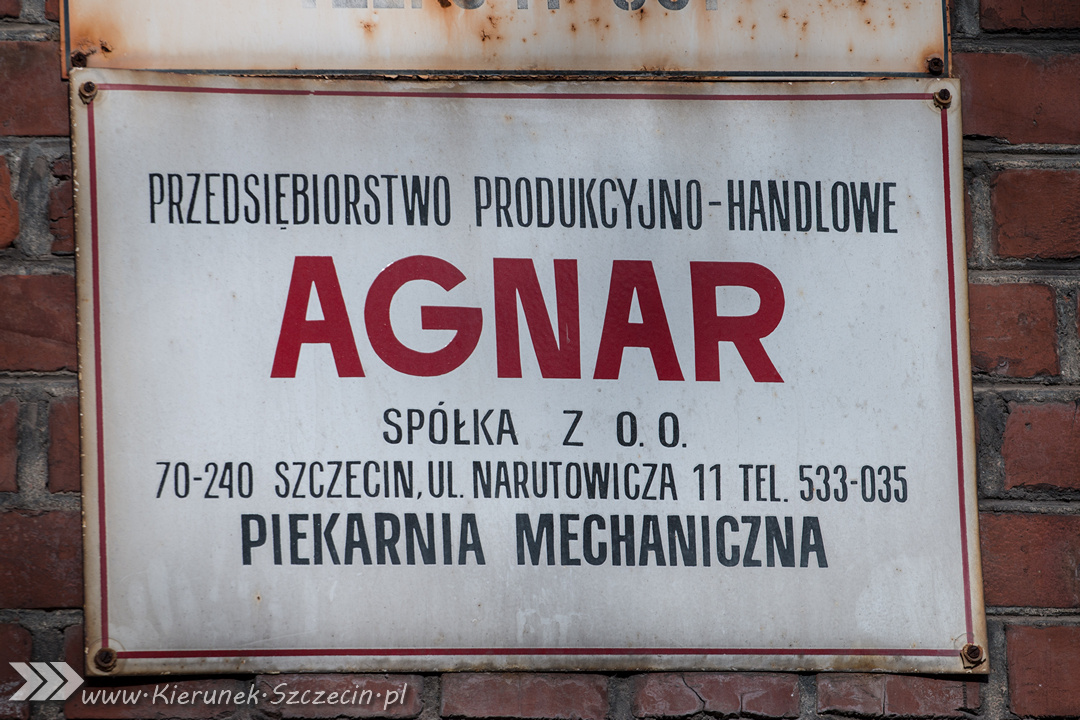 PRZEDSIĘBIORSTWO PRODUKCYJNO-HANDLOWE
AGNAR
SPÓŁKA Z O.O.
70-240 SZCZECIN, UL. NARUTOWICZA 11 TEL. 533-035
PIEKARNIA MECHANICZNA
www.Kierunek-Szczecin.pl